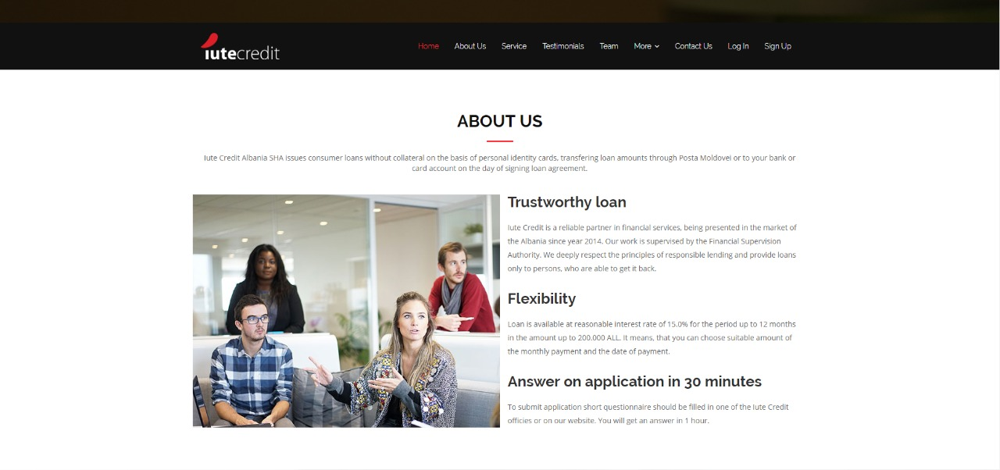 iutecredit
Home About Us Service Testimonials Team More Contact Us Log In Sign Up
ABOUT US
Iute Credit Albania SHA issues consumer loans without collateral on the basis of personal identity cards, transfering loan amounts through Posta Moldovei or to your bank or
card account on the day of signing loan agreement.
Trustworthy loan
Iute Credit is a reliable partner in financial services, being presented in the market of
the Albania since year 2014. Our work is supervised by the Financial Supervision
Authority. We deeply respect the principles of responsible lending and provide loans
only to persons, who are able to get it back.
Flexibility
Loan is available at reasonable interest rate of 15.0% for the period up to 12 months
in the amount up to 200.000 ALL. It means, that you can choose suitable amount of
the monthly payment and the date of payment.
Answer on application in 30 minutes
To submit application short questionnaire should be filled in one of the Iute Credit
officies or on our website. You will get an answer in 1 hour.